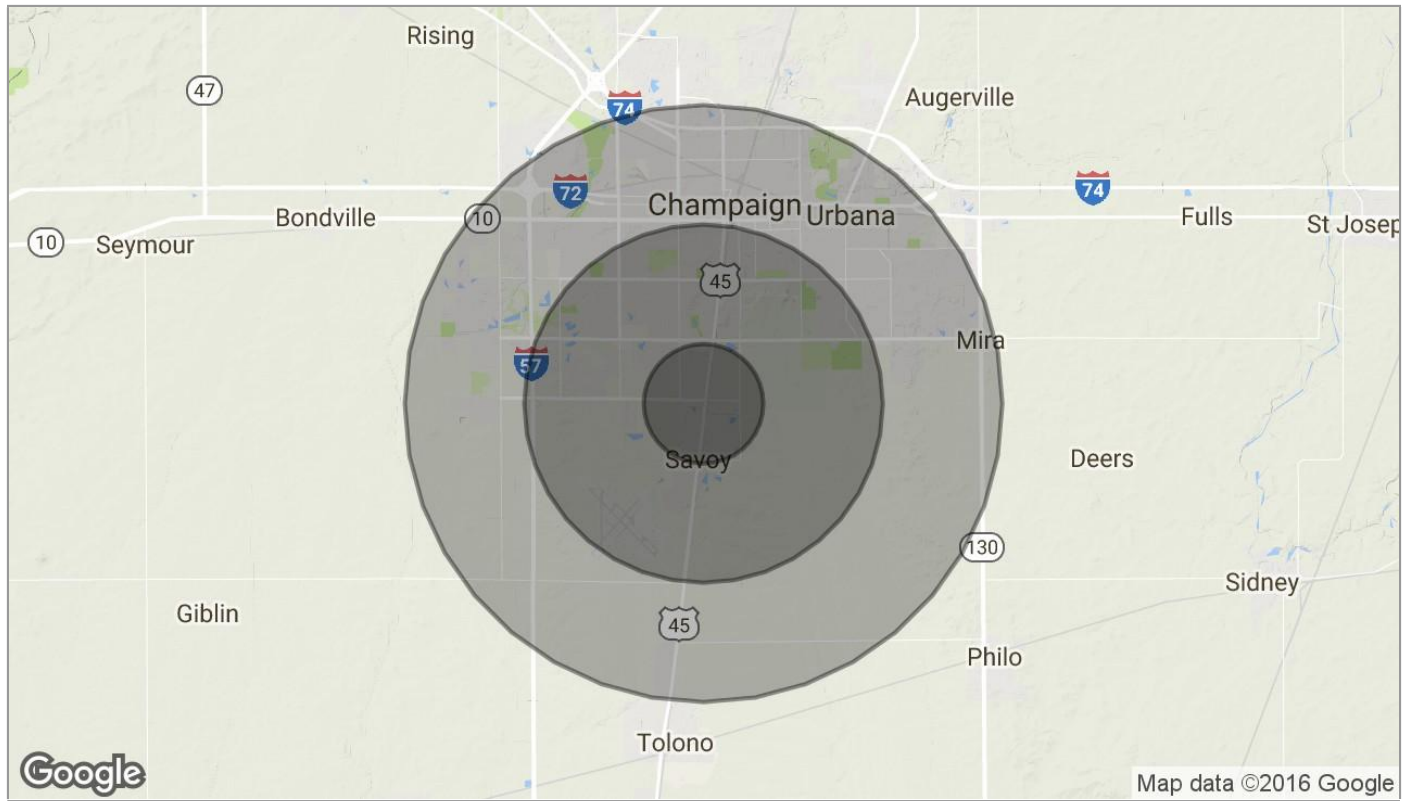 Rising
47
74
Augerville
72
74
Champaign
Urbana
10
Bondville
Fulls
St Josep
10
Seymour
45
Mira
57
Savoy
Deers
130
Sidney
Giblin
45
Philo
Tolono
Google
Map data ©2016 Google